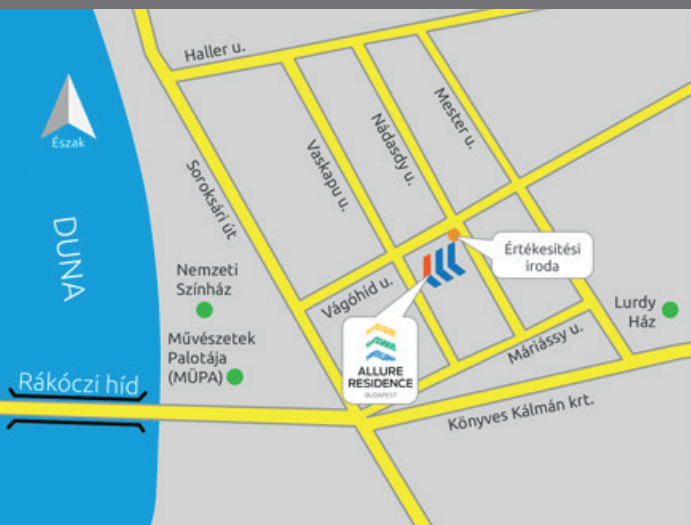 Haller u.
Észak
Mester u.
Nádasdy u.
Vaskapu u.
Soroksári út
DUNA
Értékesítési
iroda
Nemzeti
Színház
Vágóhíd u.
Lurdy
Ház
Művészetek
Palotája
(MÜPA)
Máriássy u.
ALLURE
RESIDENCE
BUDAPEST
Rákóczi híd
Könyves Kálmán krt.